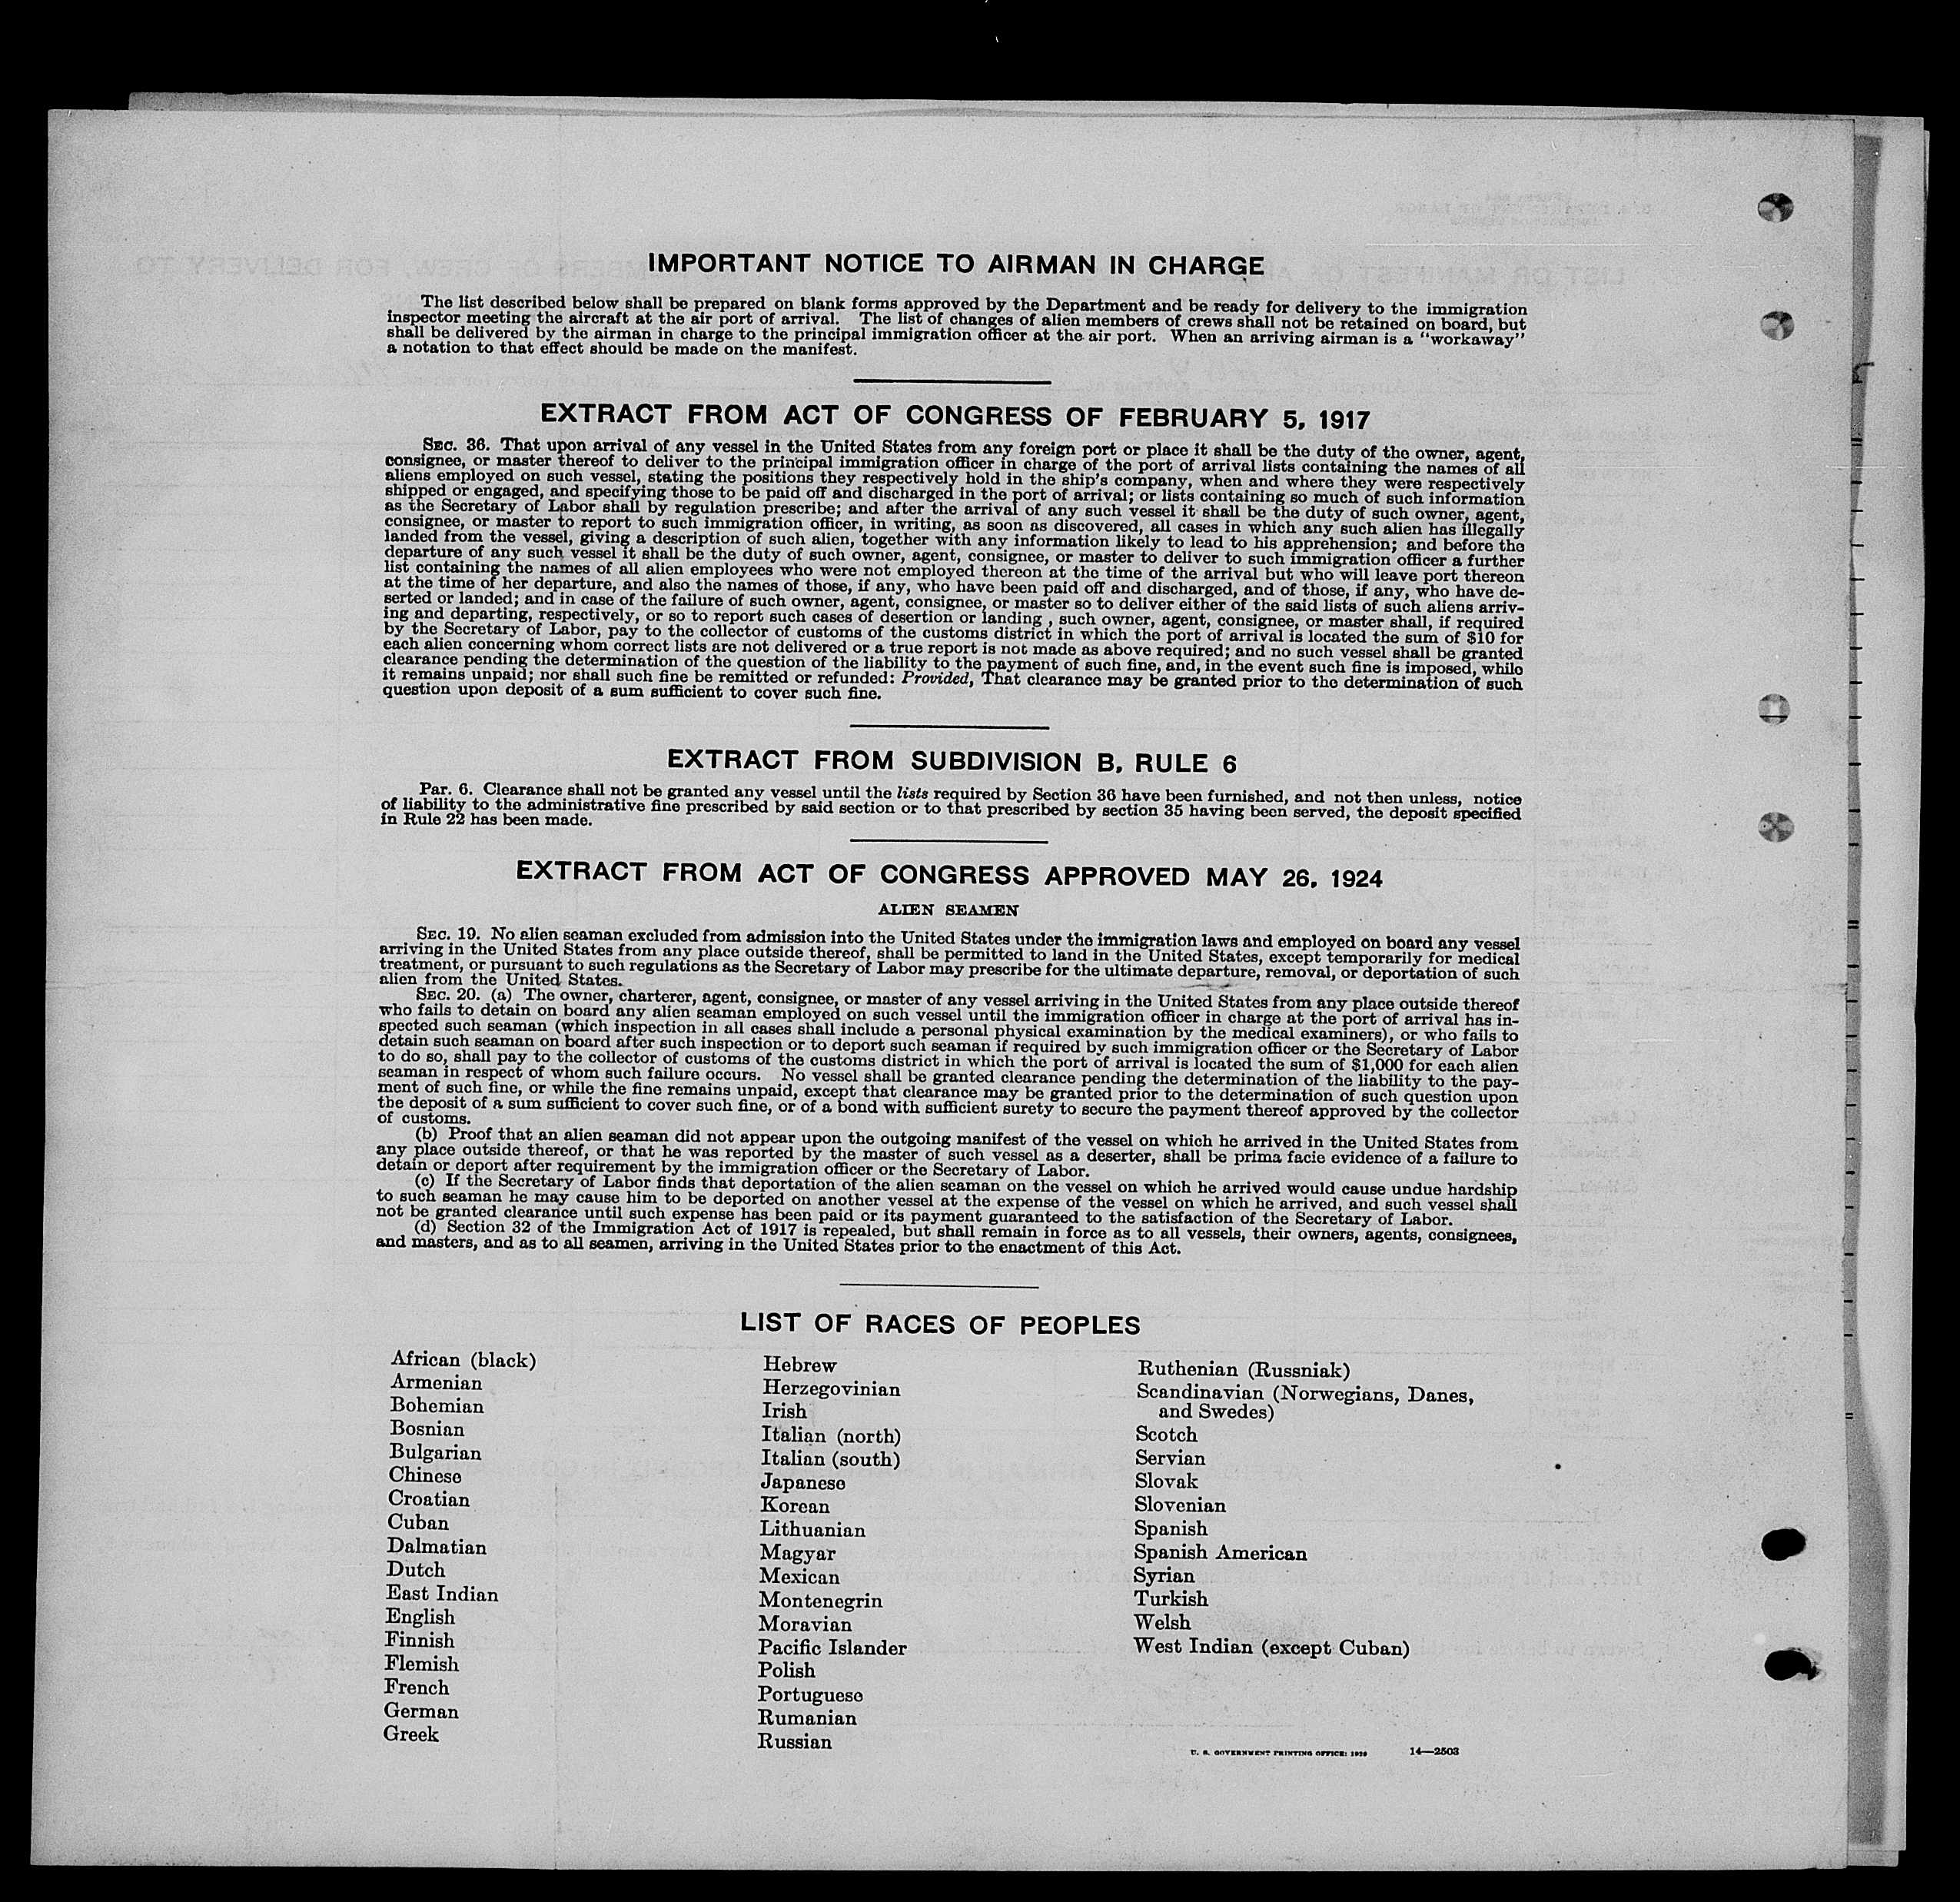 IMPORTANT NOTICE TO AIRMAN IN CHARGE
The list described below shall be prepared on blank forms approved by the Department and be ready for delivery to the immigration
inspector meeting the aircraft at the air port of arrival. The list of changes of alien members of crews shall not be retained on board, but
shall be delivered by the airman in charge to the principal immigration officer at the air port. When an arriving airman is a "workaway"
a notation to that effect should be made on the manifest.
EXTRACT FROM ACT OF CONGRESS OF FEBRUARY 5, 1917
SEC. 36. That upon arrival of any vessel in the United States from any foreign port or place it shall be the duty of the owner, agent,
consignee, or master thereof to deliver to the principal immigration officer in charge of the port of arrival lists containing the names of all
aliens employed on such vessel, stating the positions they respectively hold in the ship's company, when and where they were respectively
shipped or engaged, and specifying those to be paid off and discharged in the port of arrival; or lists containing so much of such information
as the Secretary of Labor shall by regulation prescribe; and after the arrival of any such vessel it shall be the duty of such owner, agent,
consignee, or master to report to such immigration officer, in writing, as soon as discovered, all cases in which any such alien has illegally
landed from the vessel, giving a description of such alien, together with any information likely to lead to his apprehension; and before the
departure of any such vessel it shall be the duty of such owner, agent, consignee, or master to deliver to such immigration officer a further
list containing the names of all alien employees who were not employed thereon at the time of the arrival but who will leave port thereon
at the time of her departure, and also the names of those, if any, who have been paid off and discharged, and of those, if any, who have de-
serted or landed; and in case of the failure of such owner, agent, consignee, or master so to deliver either of the said lists of such aliens arriv-
ing and departing, respectively, or so to report such cases of desertion or landing , such owner, agent, consignee, or master shall, if required
by the Secretary of Labor, pay to the collector of customs of the customs district in which the port of arrival is located the sum of $10 for
each alien concerning whom correct lists are not delivered or a true report is not made as above required; and no such vessel shall be granted
clearance pending the determination of the question of the liability to the payment of such fine, and, in the event such fine is imposed, while
it remains unpaid; nor shall such fine be remitted or refunded: Provided, That clearance may be granted prior to the determination of such
question upon deposit of a sum sufficient to cover such fine.
EXTRACT FROM SUBDIVISION B, RULE 6
Par. 6. Clearance shall not be granted any vessel until the lists required by Section 36 have been furnished, and not then unless, notice
of liability to the administrative fine prescribed by said section or to that prescribed by section 35 having been served, the deposit specified
in Rule 22 has been made.
EXTRACT FROM ACT OF CONGRESS APPROVED MAY 26, 1924
ALIEN SEAMEN
SEC. 19. No alien seaman excluded from admission into the United States under the immigration laws and employed on board any vessel
arriving in the United States from any place outside thereof, shall be permitted to land in the United States, except temporarily for medical
treatment, or pursuant to such regulations as the Secretary of Labor may prescribe for the ultimate departure, removal, or deportation of such
alien from the United States.
SEC. 20. (a) The owner, charterer, agent, consignee, or master of any vessel arriving in the United States from any place outside thereof
who fails to detain on board any alien seaman employed on such vessel until the immigration officer in charge at the port of arrival has in-
spected such seaman (which inspection in all cases shall include a personal physical examination by the medical examiners), or who fails to
detain such seaman on board after such inspection or to deport such seaman if required by such immigration officer or the Secretary of Labor
to do so, shall pay to the collector of customs of the customs district in which the port of arrival is located the sum of $1,000 for each alien
seaman in respect of whom such failure occurs. No vessel shall be granted clearance pending the determination of the liability to the pay-
ment of such fine, or while the fine remains unpaid, except that clearance may be granted prior to the determination of such question upon
the deposit of a sum sufficient to cover such fine, or of a bond with sufficient surety to secure the payment thereof approved by the collector
of customs.
(b) Proof that an alien seaman did not appear upon the outgoing manifest of the vessel on which he arrived in the United States from
any place outside thereof, or that he was reported by the master of such vessel as a deserter, shall be prima facie evidence of a failure to
detain or deport after requirement by the immigration officer or the Secretary of Labor.
(c) If the Secretary of Labor finds that deportation of the alien seaman on the vessel on which he arrived would cause undue hardship
to such seaman he may cause him to be deported on another vessel at the expense of the vessel on which he arrived, and such vessel shall
not be granted clearance until such expense has been paid or its payment guaranteed to the satisfaction of the Secretary of Labor.
(d) Section 32 of the Immigration Act of 1917 is repealed, but shall remain in force as to all vessels, their owners, agents, consignees,
and masters, and as to all seamen, arriving in the United States prior to the enactment of this Act.
LIST OF RACES OF PEOPLES
African (black)
Armenian
Bohemian
Bosnian
Bulgarian
Chinese
Croatian
Cuban
Dalmatian
Dutch
East Indian
English
Finnish
Flemish
French
German
Greek
Hebrew
Herzegovinian
Irish
Italian (north)
Italian (south)
Japanese
Korean
Lithuanian
Magyar
Mexican
Montenegrin
Moravian
Pacific Islander
Polish
Portuguese
Rumanian
Russian
Ruthenian (Russniak)
Scandinavian (Norwegians, Danes,
and Swedes)
Scotch
Servian
Slovak
Slovenian
Spanish
Spanish American
Syrian
Turkish
Welsh
West Indian (except Cuban)
U. S. GOVERNMENT PRINTING OFFICE: 1929 14—2503